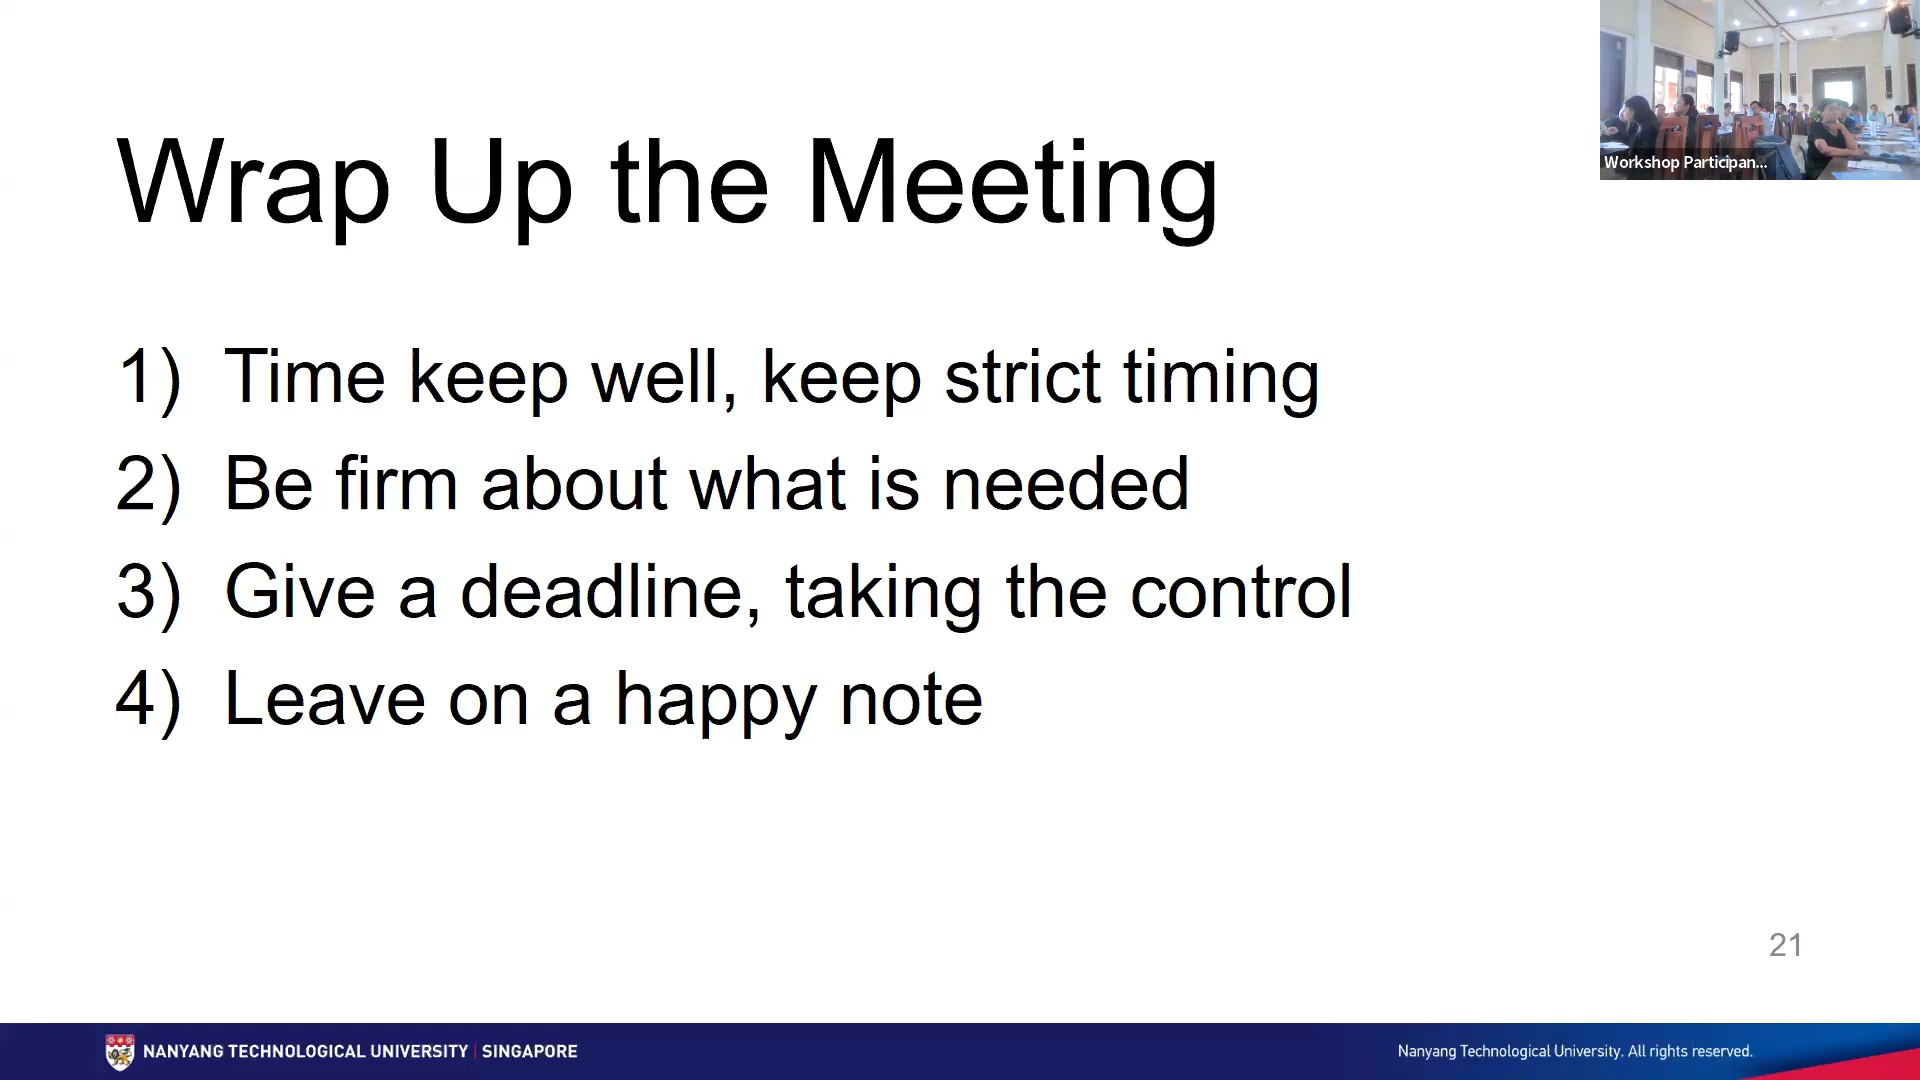 Wrap Up the Meeting
Workshop Participan...
1) Time keep well, keep strict timing
2) Be firm about what is needed
3) Give a deadline, taking the control
4) Leave on a happy note
21
NANYANG TECHNOLOGICAL UNIVERSITY | SINGAPORE
Nanyang Technological University. All rights reserved.